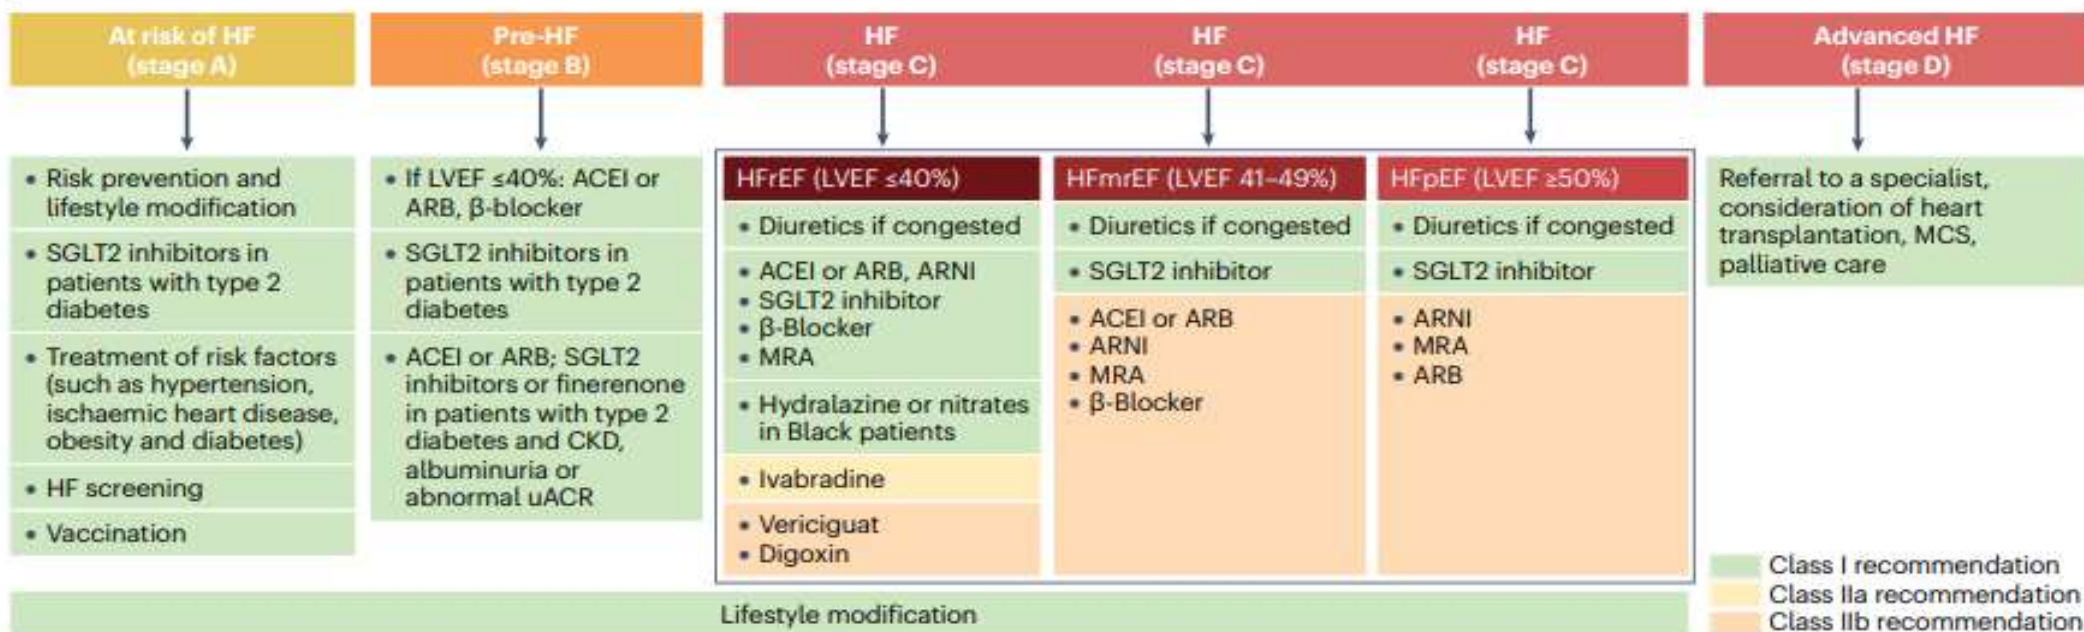 At risk of HF
(stage A)
Pre-HF
(stage B)
HF
(stage C)
HF
(stage C)
HF
(stage C)
Advanced HF
(stage D)
• Risk prevention and
lifestyle modification
• SGLT2 inhibitors in
patients with type 2
diabetes
• Treatment of risk factors
(such as hypertension,
ischaemic heart disease,
obesity and diabetes)
• HF screening
• Vaccination
• If LVEF ≤40%: ACEI or
ARB, β-blocker
• SGLT2 inhibitors in
patients with type 2
diabetes
• ACEI or ARB; SGLT2
inhibitors or finerenone
in patients with type 2
diabetes and CKD,
albuminuria or
abnormal uACR
HFrEF (LVEF ≤40%)
• Diuretics if congested
• ACEI or ARB, ARNI
• SGLT2 inhibitor
• β-Blocker
• MRA
• Hydralazine or nitrates
in Black patients
• Ivabradine
• Vericiguat
• Digoxin
HFmrEF (LVEF 41–49%)
• Diuretics if congested
• SGLT2 inhibitor
• ACEI or ARB
• ARNI
• MRA
• β-Blocker
HFpEF (LVEF ≥50%)
• Diuretics if congested
• SGLT2 inhibitor
• ARNI
• MRA
• ARB
Referral to a specialist,
consideration of heart
transplantation, MCS,
palliative care
Lifestyle modification
Class I recommendation
Class IIa recommendation
Class IIb recommendation